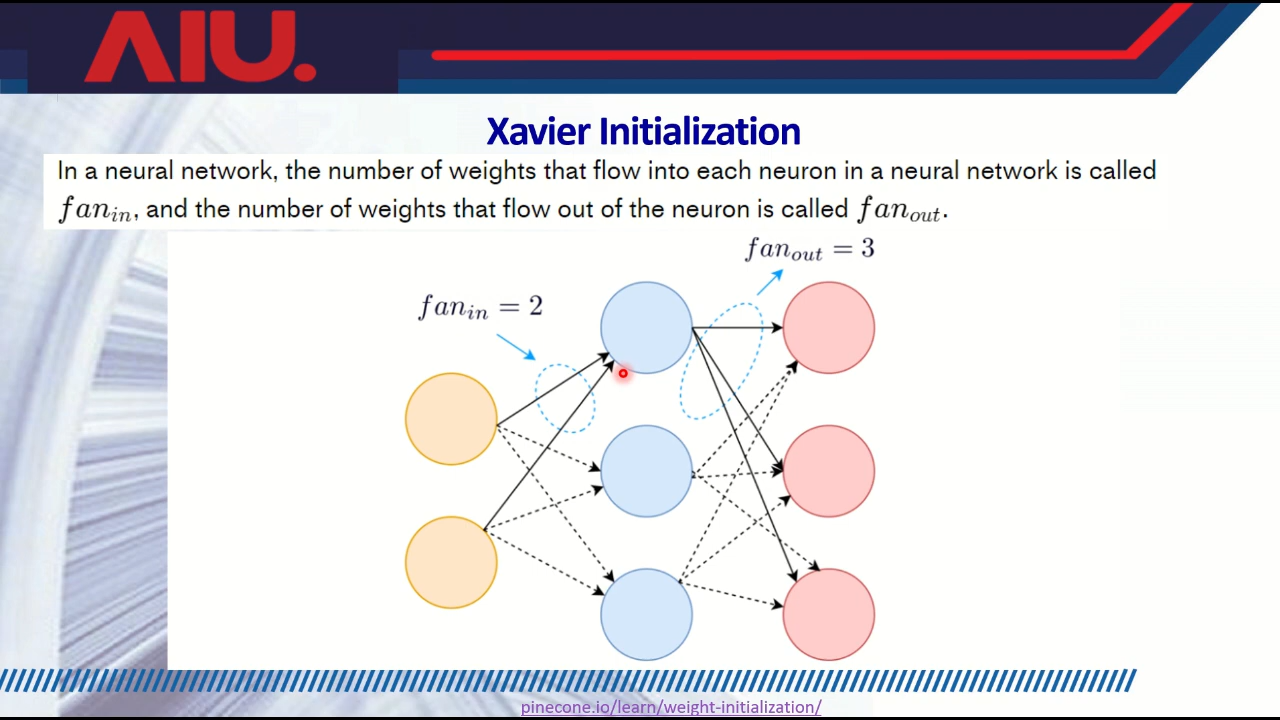 AIU.
Xavier Initialization
In a neural network, the number of weights that flow into each neuron in a neural network is called
fan_in, and the number of weights that flow out of the neuron is called fan_out.
fan_out = 3
fan_in = 2
pinecone.io/learn/weight-initialization/